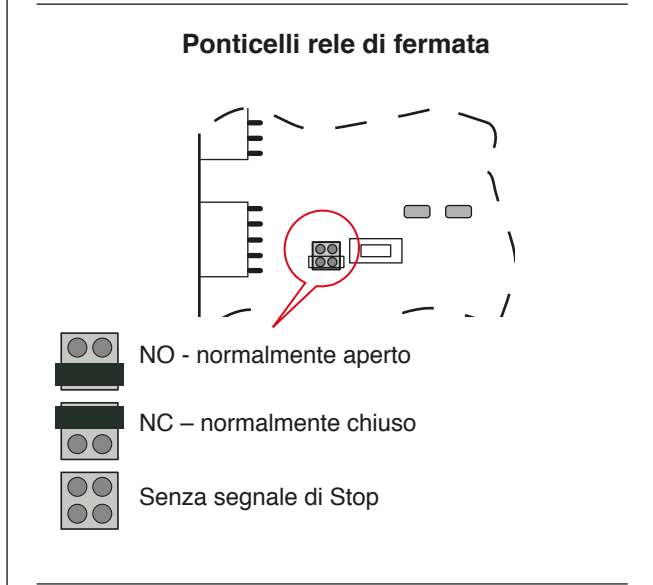 Ponticelli rele di fermata
NO - normalmente aperto
NC – normalmente chiuso
Senza segnale di Stop